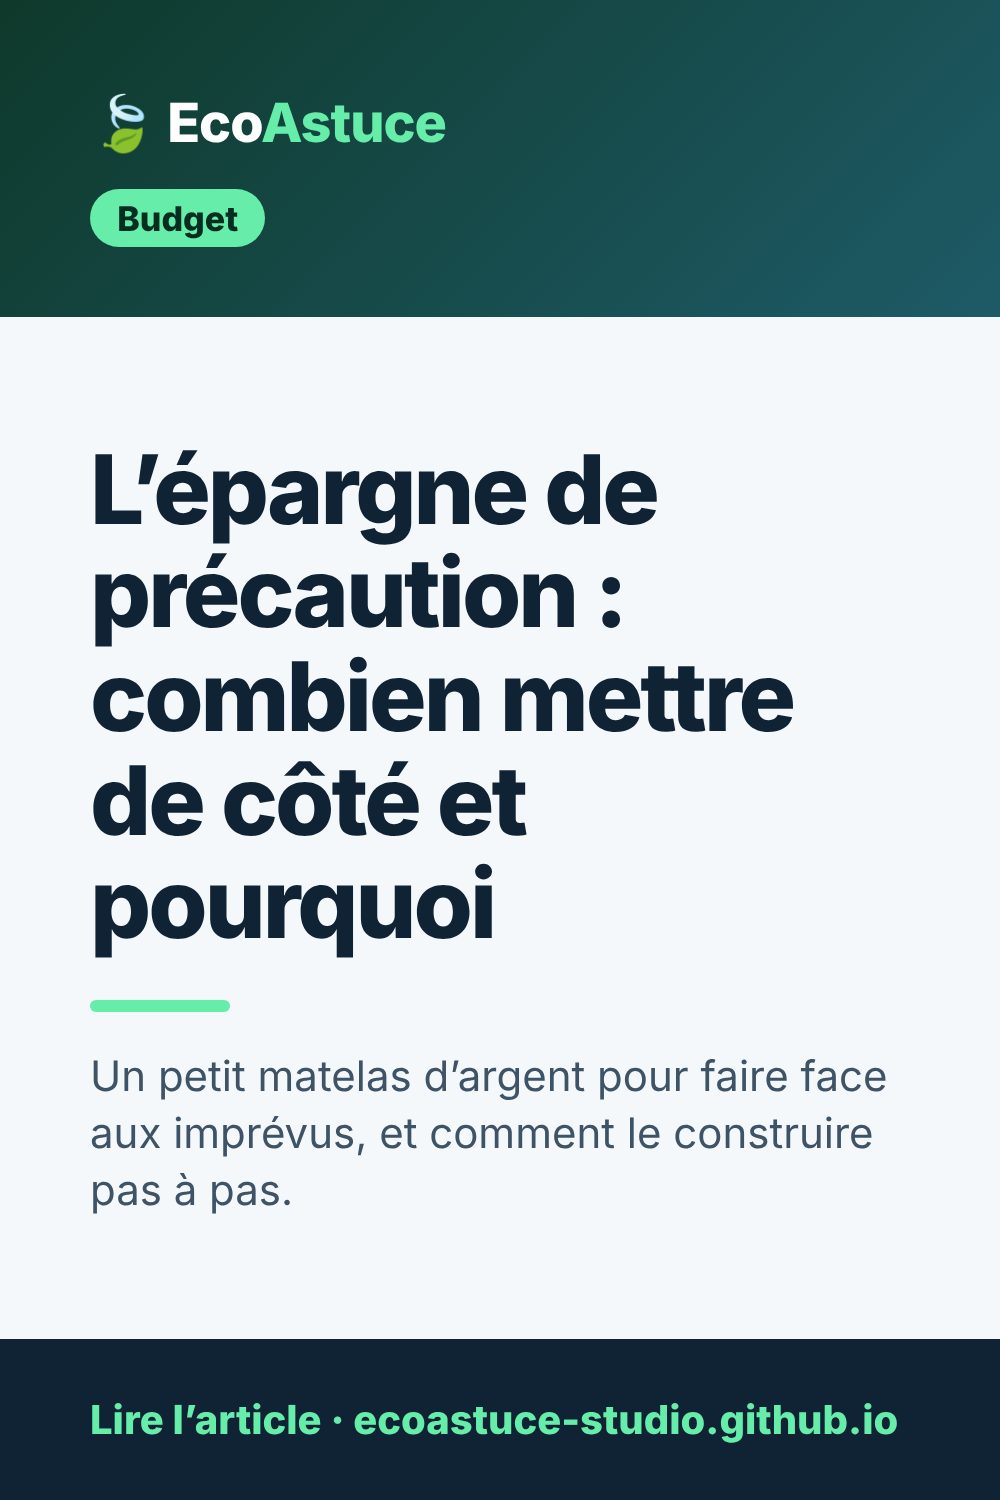 EcoAstuce
Budget
L’épargne de
précaution :
combien mettre
de côté et
pourquoi
Un petit matelas d’argent pour faire face
aux imprévus, et comment le construire
pas à pas.
Lire l’article · ecoastuce-studio.github.io